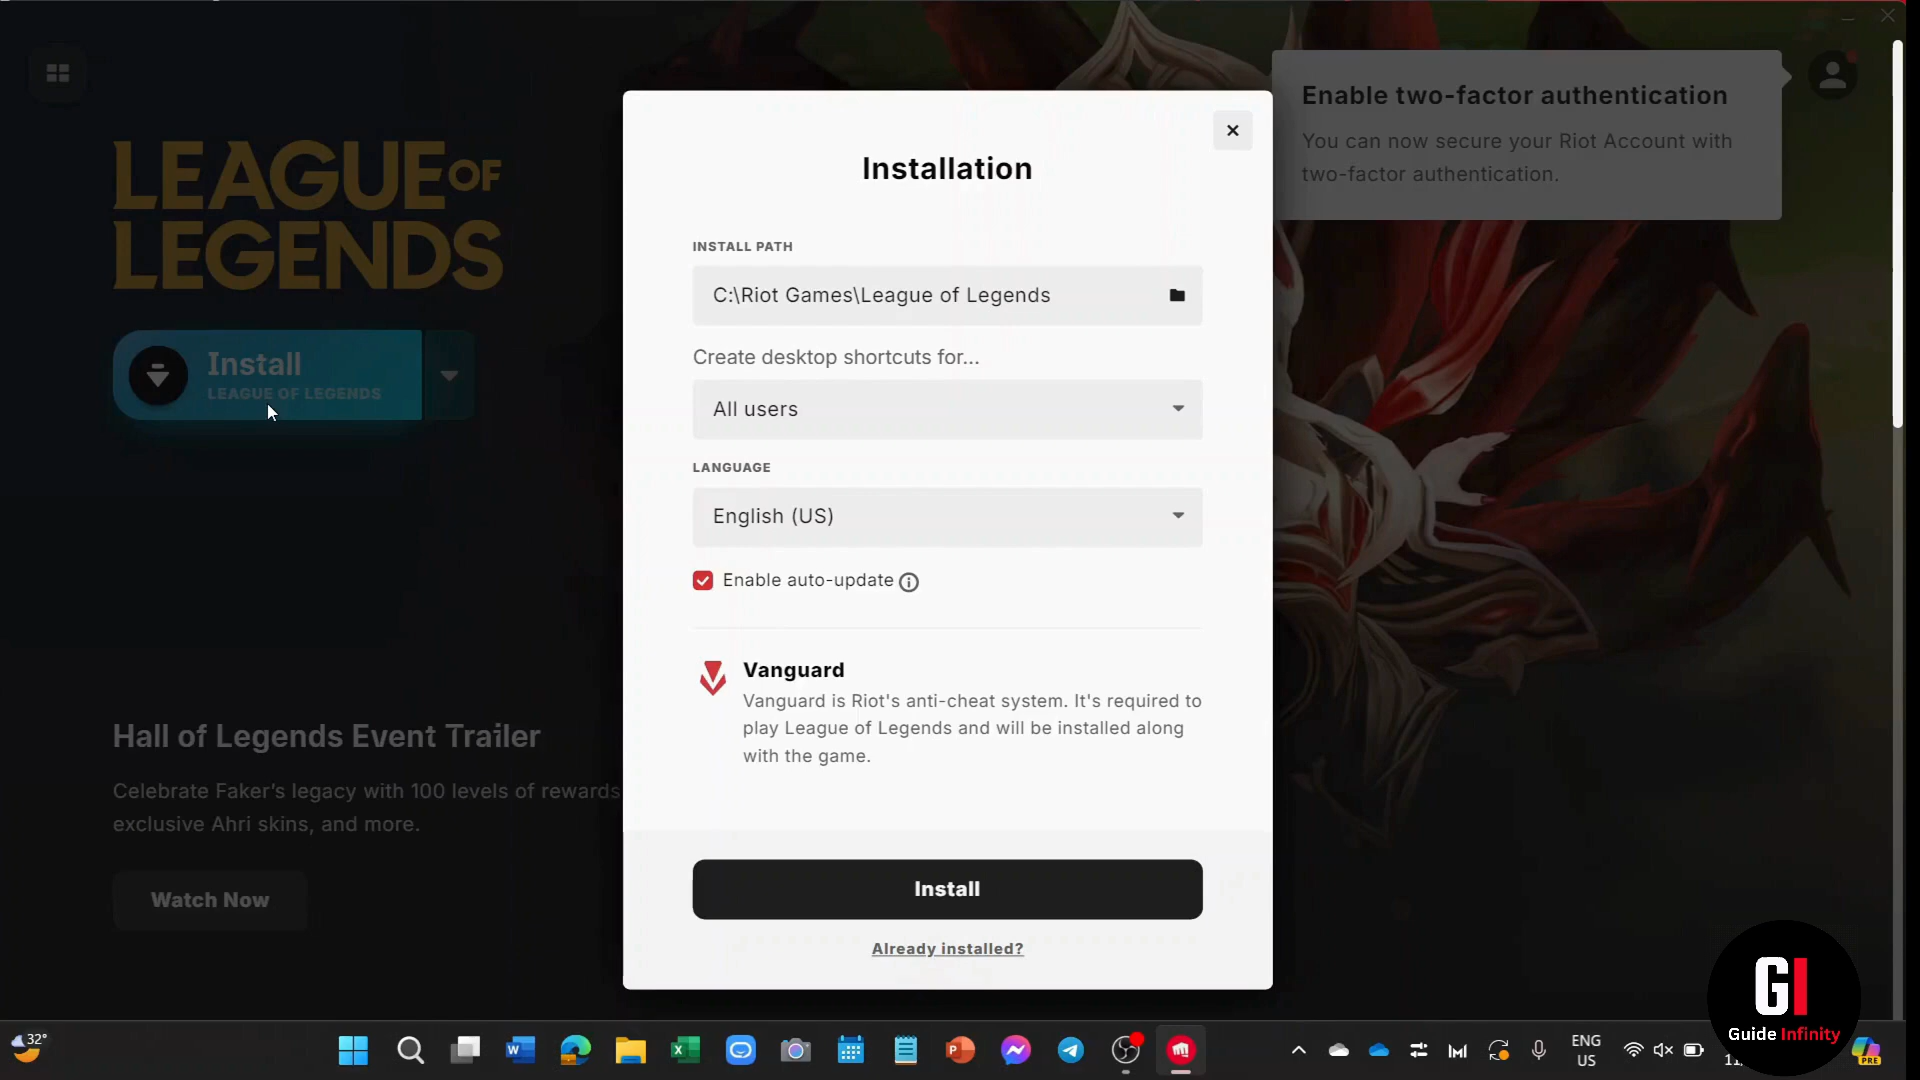 LEAGUE OF
LEGENDS
Install
LEAGUE OF LEGENDS
Hall of Legends Event Trailer
Celebrate Faker's legacy with 100 levels of rewards
exclusive Ahri skins, and more.
Watch Now
Installation
INSTALL PATH
C:\Riot Games\League of Legends
Create desktop shortcuts for...
All users
LANGUAGE
English (US)
Enable auto-update
Vanguard
Vanguard is Riot's anti-cheat system. It's required to
play League of Legends and will be installed along
with the game.
Install
Already installed?
Enable two-factor authentication
You can now secure your Riot Account with
two-factor authentication.
GI
Guide Infinity
32°
ENG
US
PRE